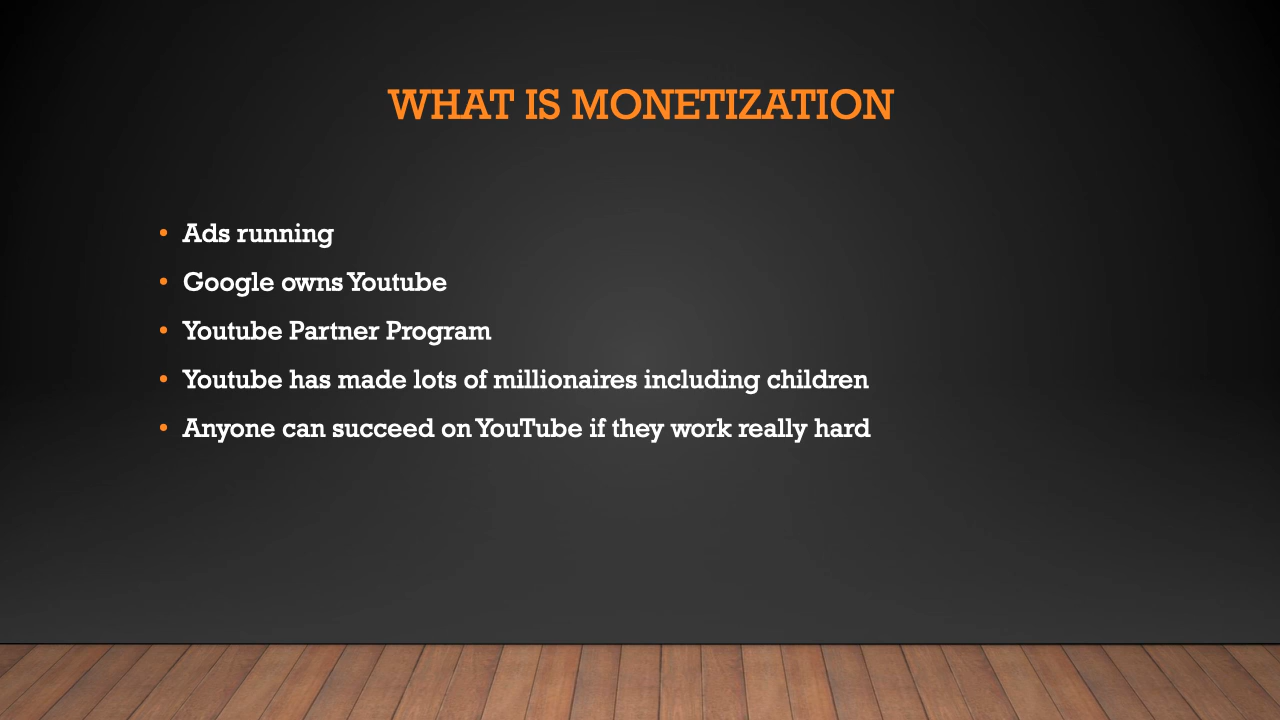 WHAT IS MONETIZATION
• Ads running
• Google owns Youtube
• Youtube Partner Program
• Youtube has made lots of millionaires including children
• Anyone can succeed on YouTube if they work really hard